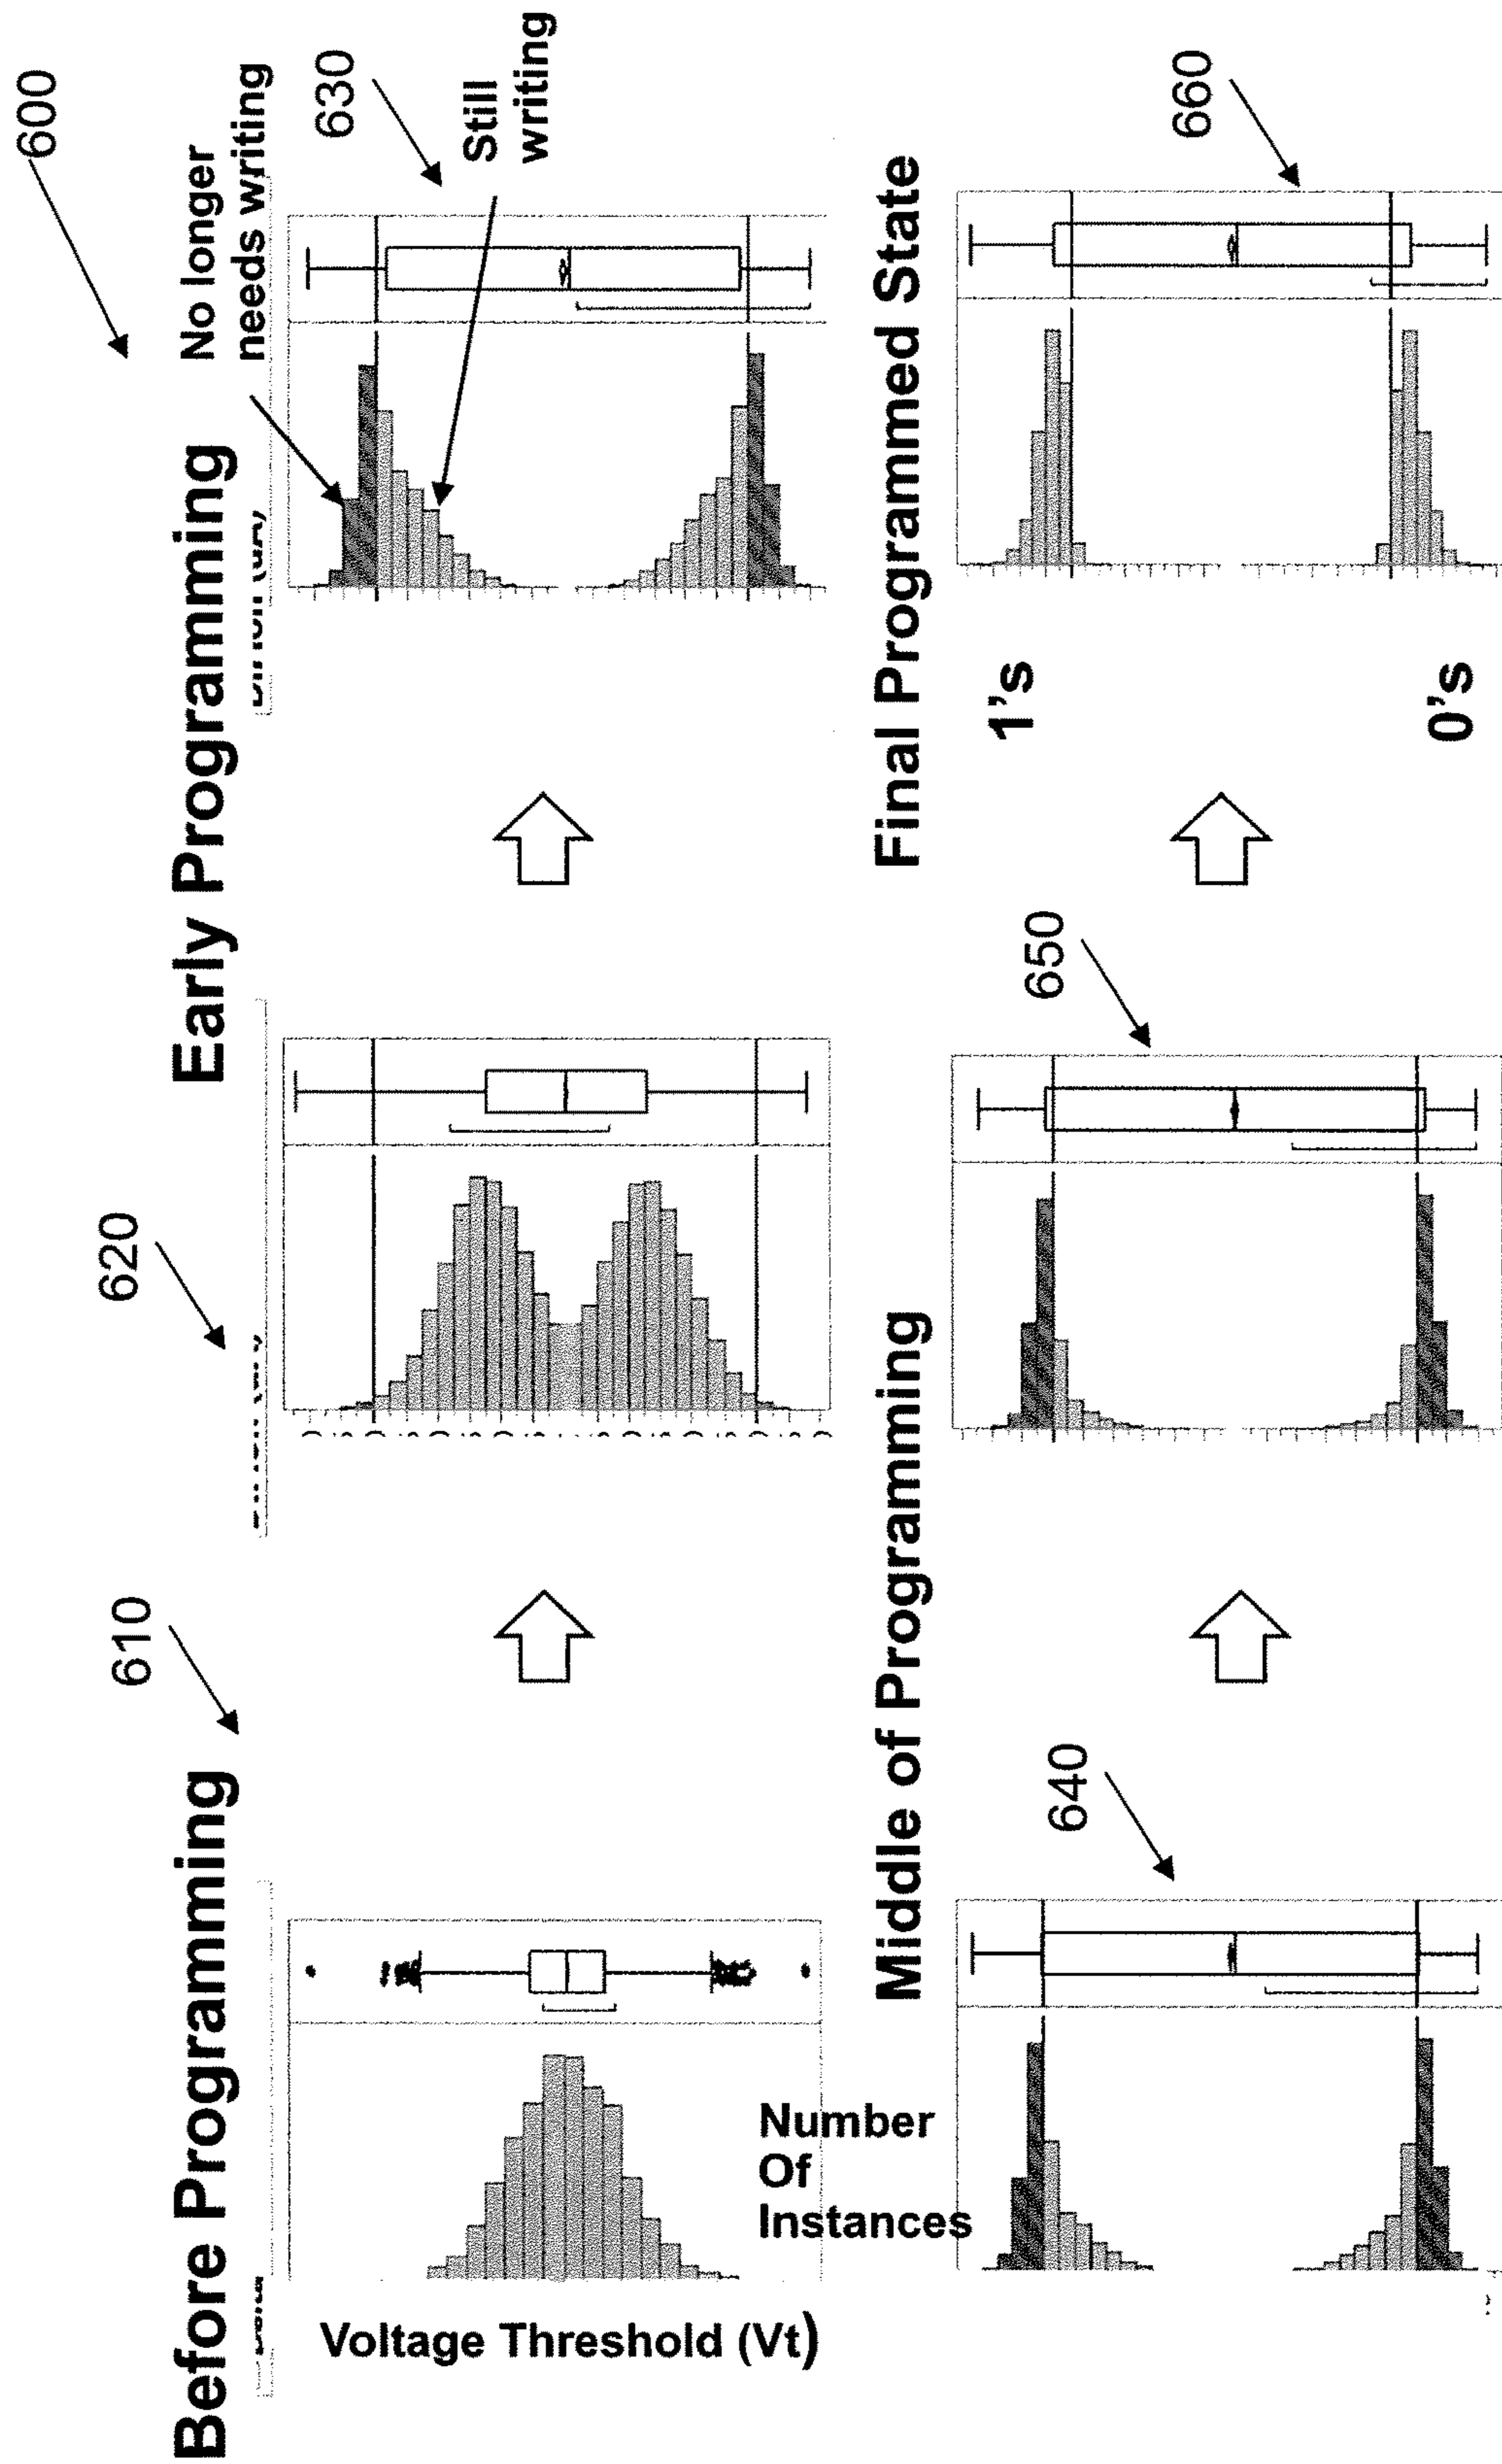 600
Before Programming
610
620
Early Programming
No longer
needs writing
630
Still
writing
Voltage Threshold (Vt)
Number
Of
Instances
Middle of Programming
640
650
Final Programmed State
660
1's
0's